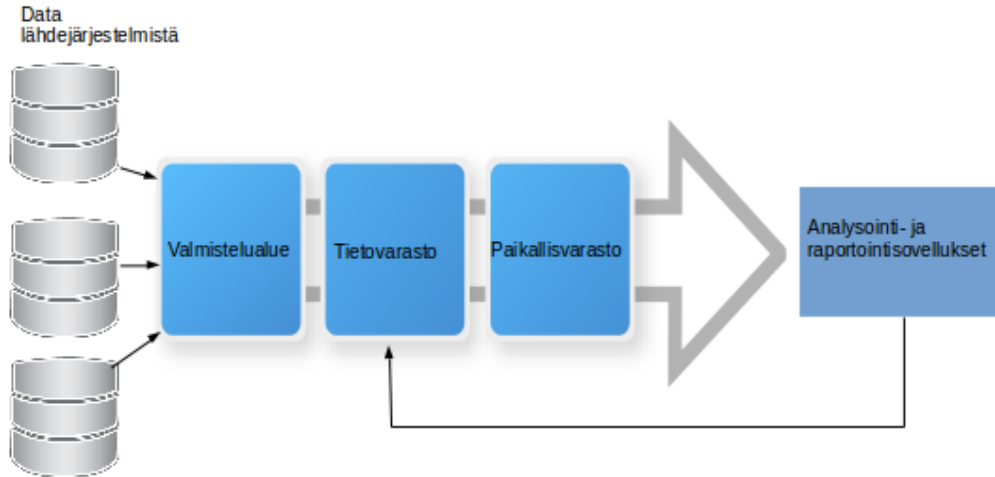 Data
lähdejärjestelmistä
Valmistelualue
Tietovarasto
Paikallisvarasto
Analysointi- ja
raportointisovellukset